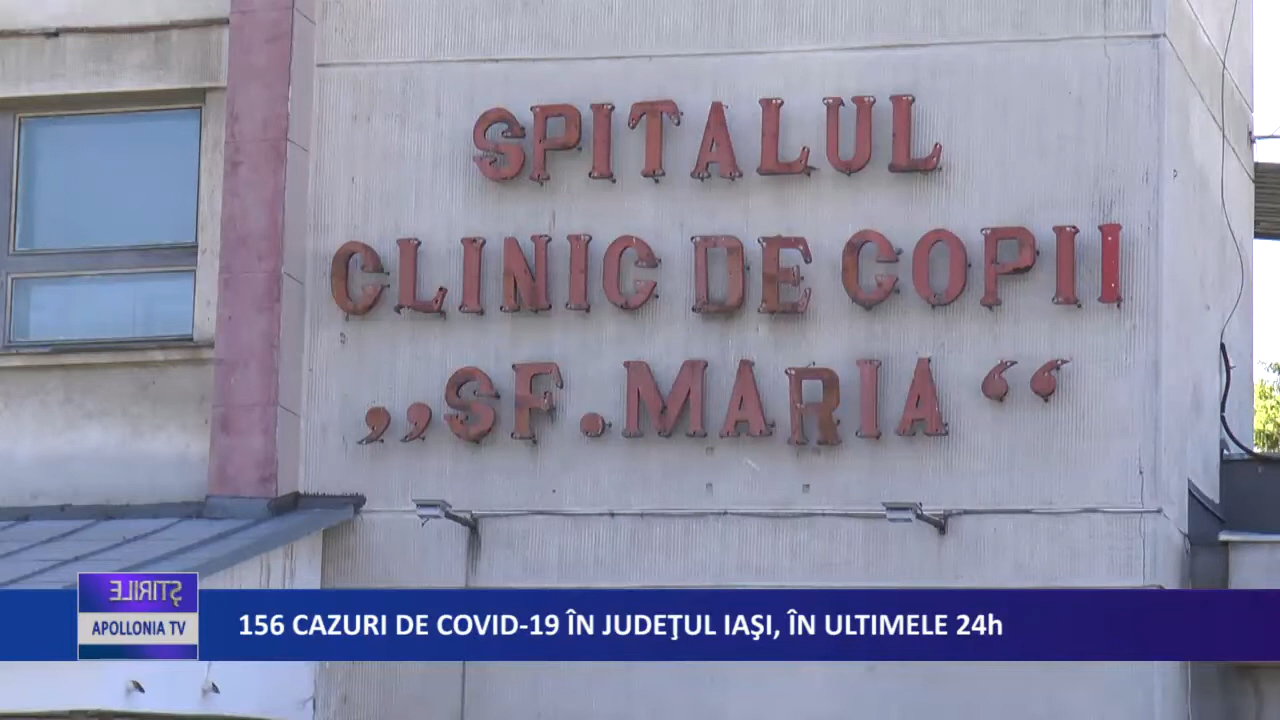 SPITALUL
CLINIC DE COPII
„SF. MARIA“
ŞTIRILE
APOLLONIA TV
156 CAZURI DE COVID-19 ÎN JUDEŢUL IAŞI, ÎN ULTIMELE 24h